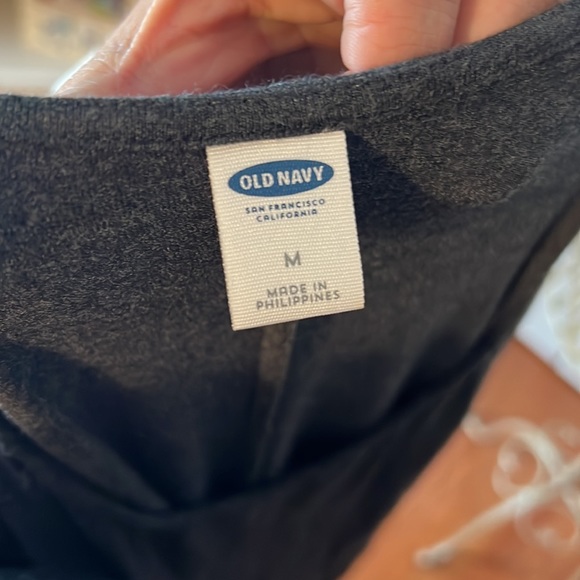 OLD NAVY
SAN FRANCISCO
CALIFORNIA
M
MADE IN
PHILIPPINES